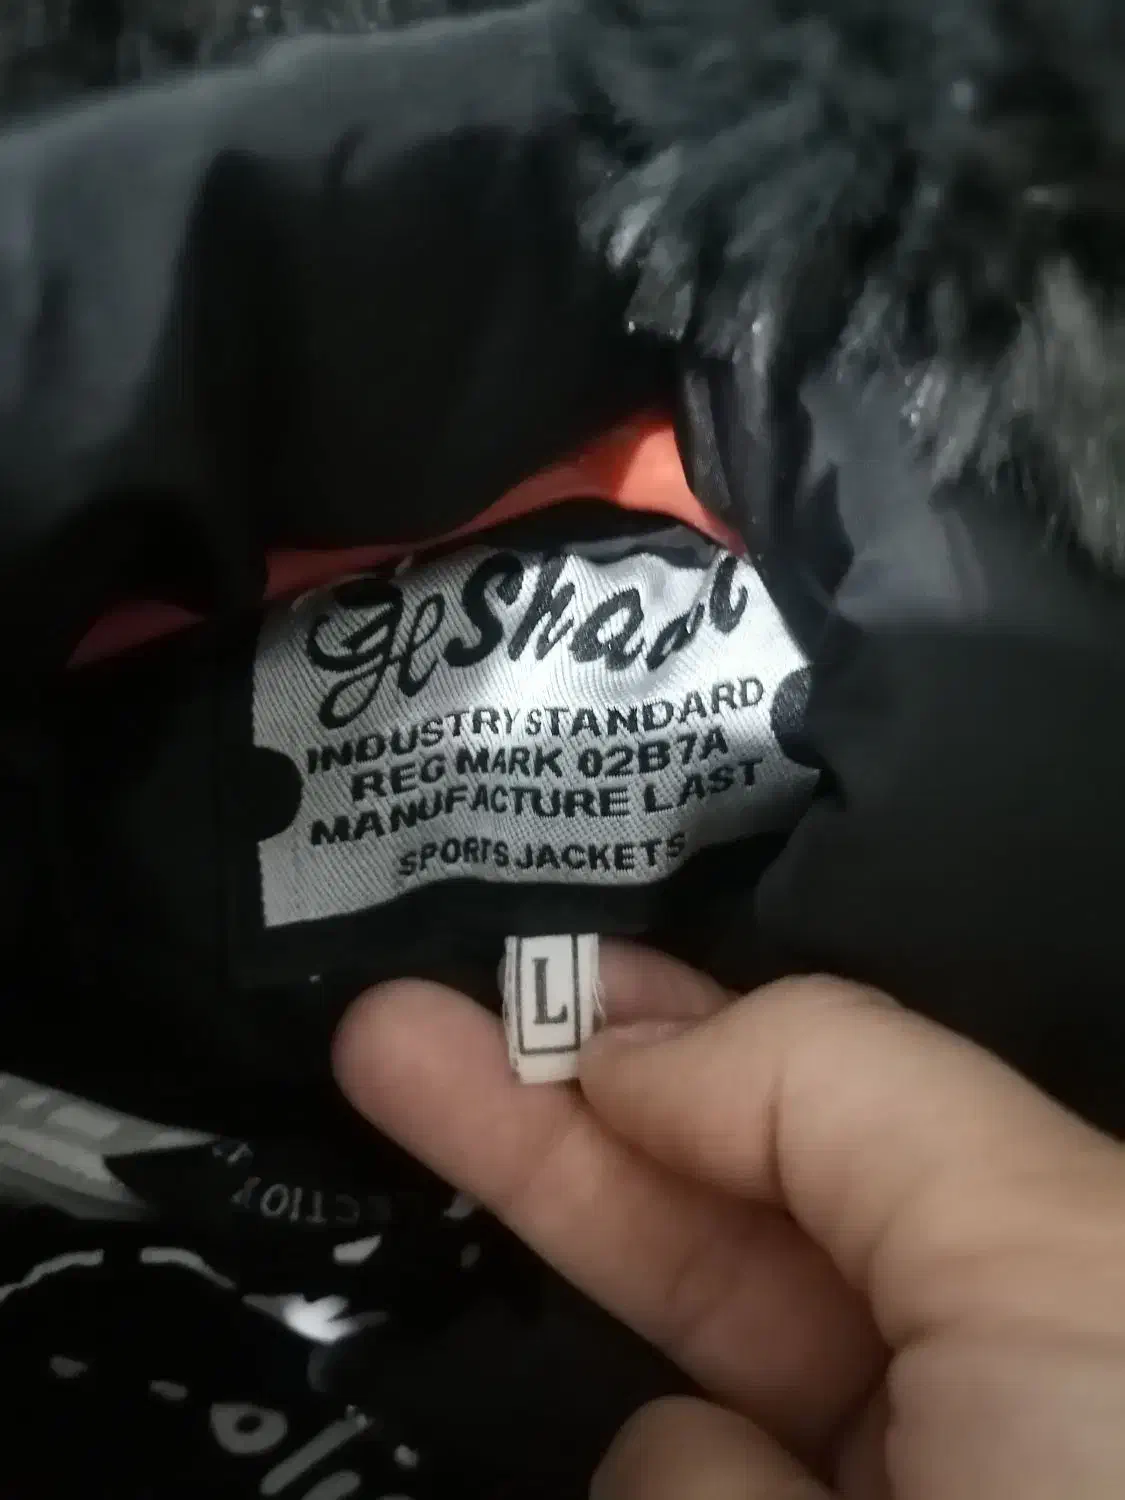 INDUSTRY STANDARD
REG MARK 02B7A
MANUFACTURE LAST
SPORTS JACKETS
L